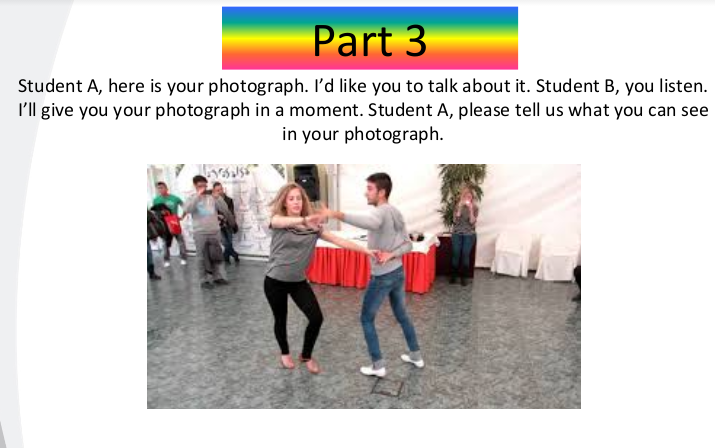 Part 3
Student A, here is your photograph. I’d like you to talk about it. Student B, you listen.
I’ll give you your photograph in a moment. Student A, please tell us what you can see
in your photograph.